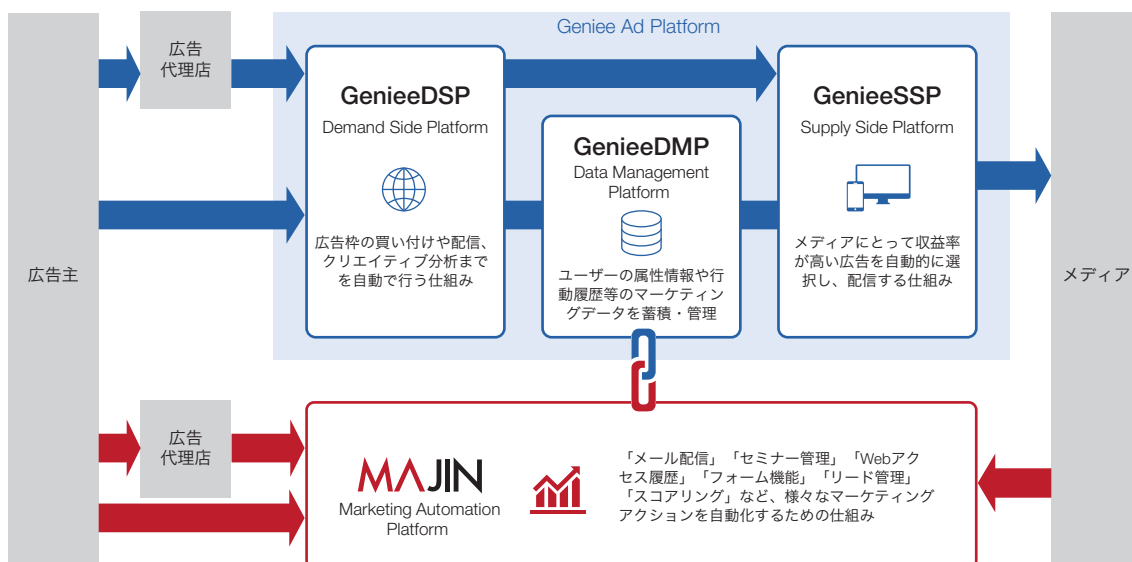 Geniee Ad Platform
広告
代理店
GenieeDSP
Demand Side Platform
広告枠の買い付けや配信、
クリエイティブ分析まで
を自動で行う仕組み
GenieeDMP
Data Management
Platform
ユーザーの属性情報や行
動履歴等のマーケティン
グデータを蓄積・管理
GenieeSSP
Supply Side Platform
メディアにとって収益率
が高い広告を自動的に選
択し、配信する仕組み
広告主
メディア
広告
代理店
MAJIN
Marketing Automation
Platform
「メール配信」「セミナー管理」「Webアク
セス履歴」「フォーム機能」「リード管理」
「スコアリング」など、様々なマーケティング
アクションを自動化するための仕組み